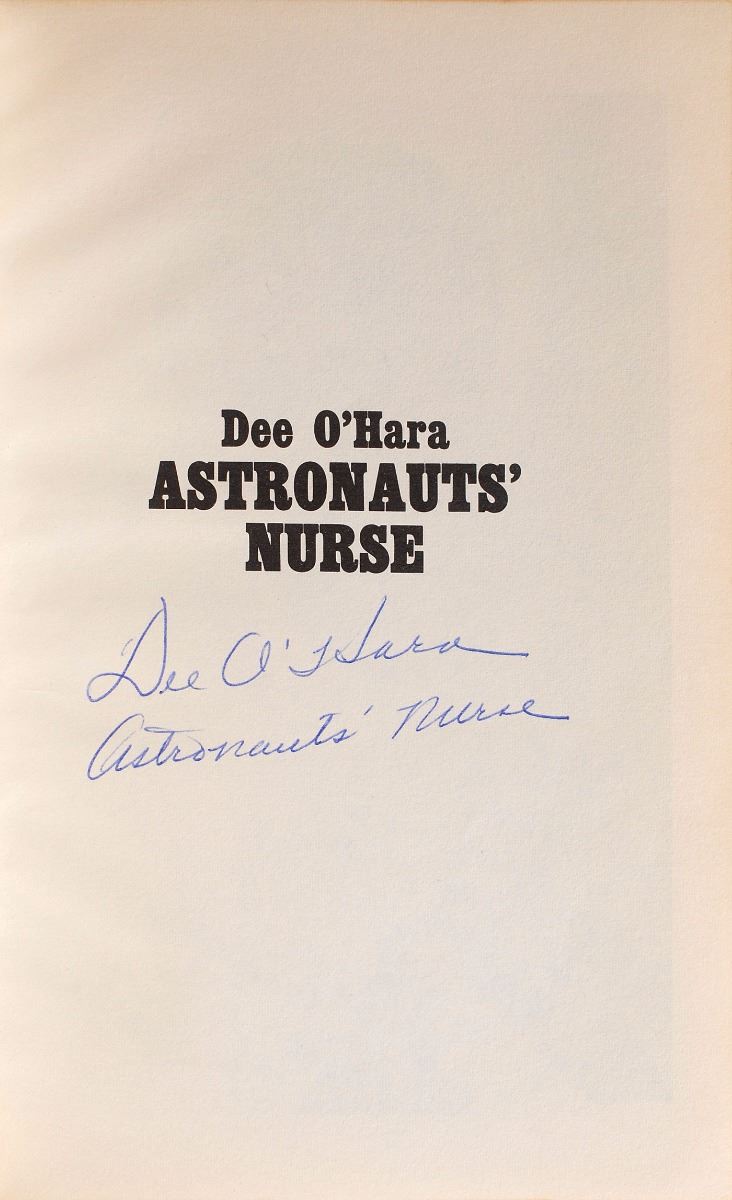 Dee O'Hara
ASTRONAUTS'
NURSE
Dee O'Hara
Astronauts' Nurse